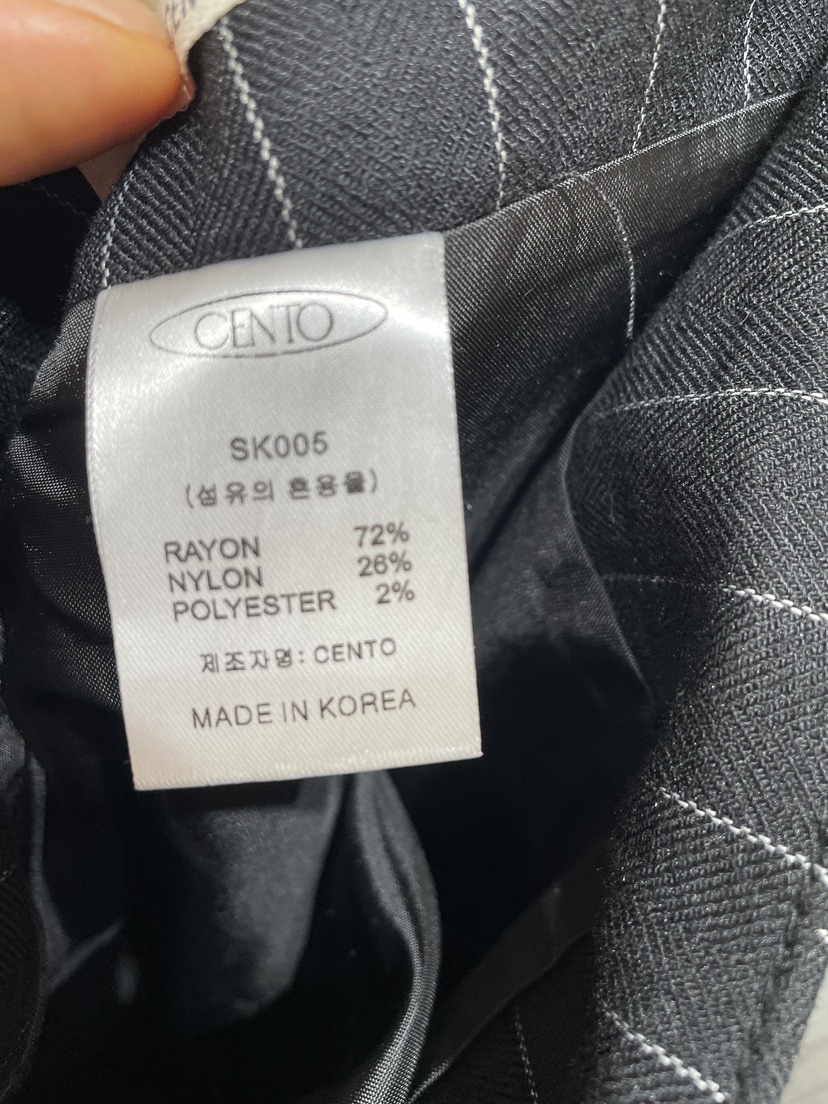 CENTO
SK005
(섬유의 혼용율)
RAYON 72%
NYLON 26%
POLYESTER 2%
제조자명: CENTO
MADE IN KOREA